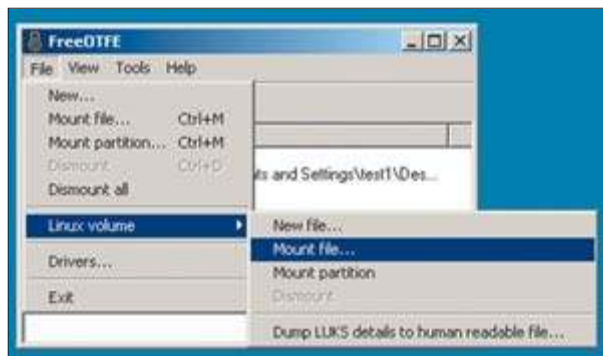 FreeOTFE
File View Tools Help
New...
Mount file... Ctrl+M
Mount partition... Ctrl+M
Dismount Ctrl+D
Dismount all
ts and Settings\test1\Des...
Linux volume
New file...
Mount file...
Mount partition
Dismount
Drivers...
Exit
Dump LUKS details to human readable file...